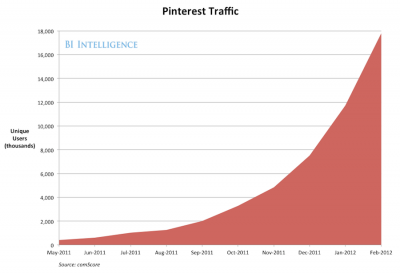 Pinterest Traffic
BI INTELLIGENCE
18,000
16,000
14,000
12,000
10,000
8,000
6,000
4,000
2,000
0
Unique
Users
(thousands)
May-2011 Jun-2011 Jul-2011 Aug-2011 Sep-2011 Oct-2011 Nov-2011 Dec-2011 Jan-2012 Feb-2012
Source: comScore